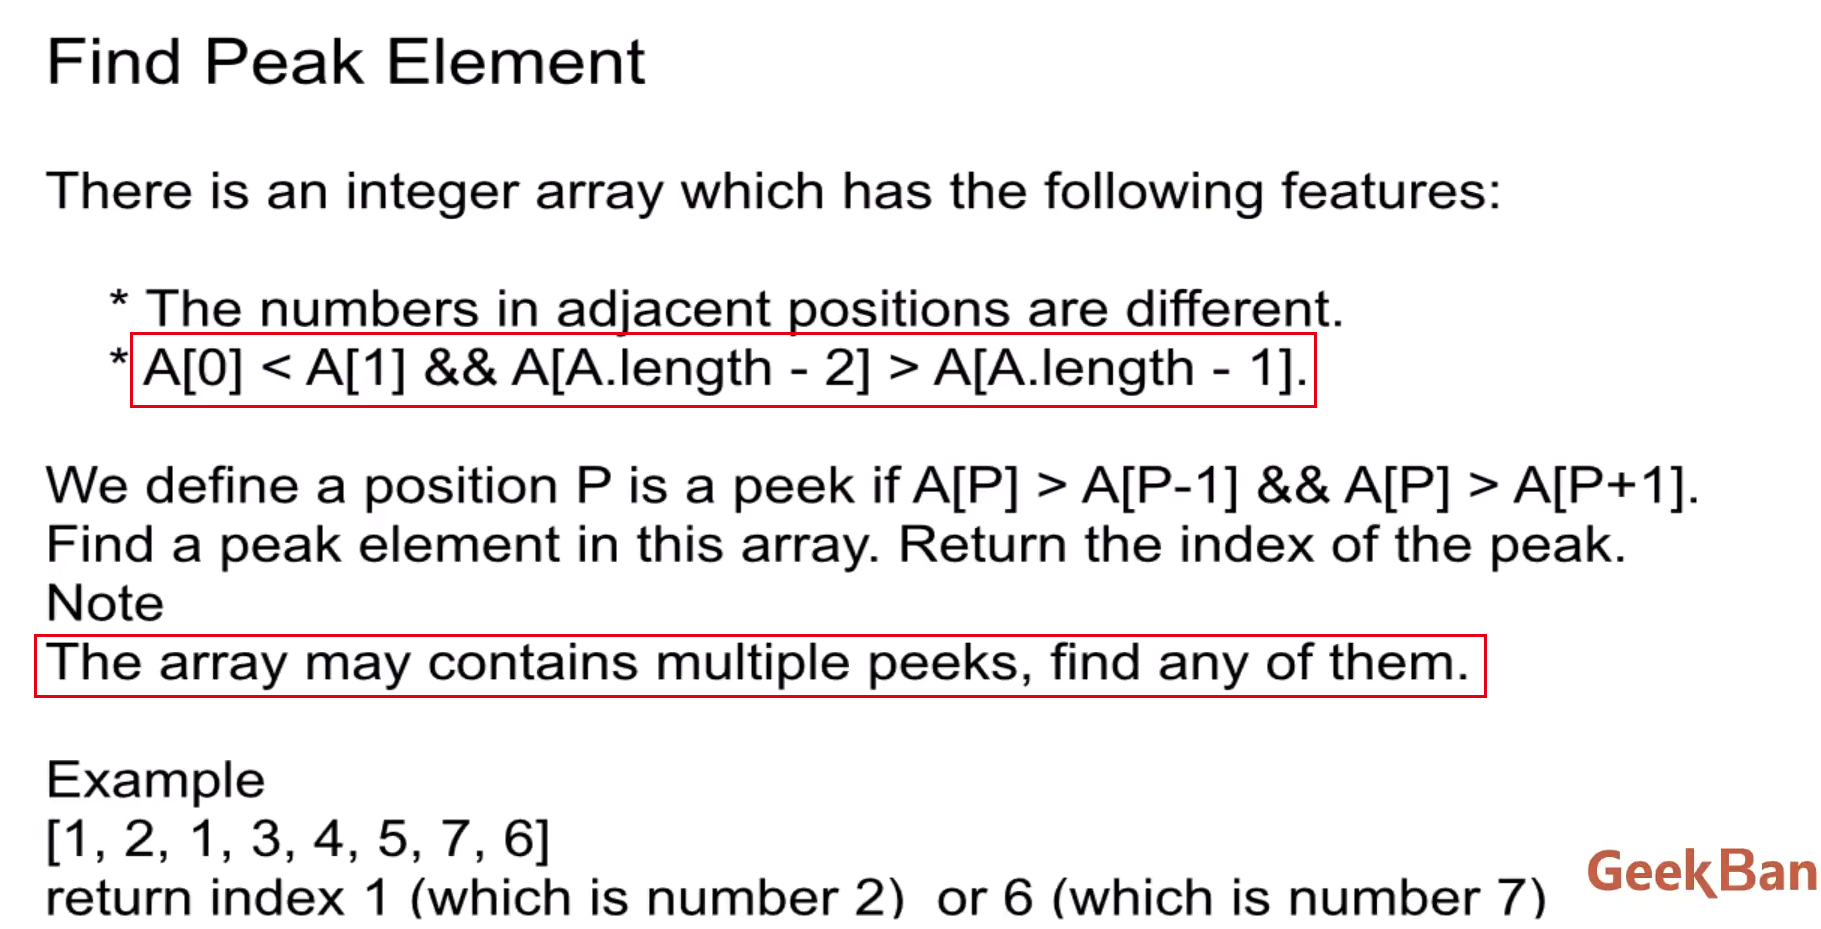 Find Peak Element
There is an integer array which has the following features:
* The numbers in adjacent positions are different.
* A[0] < A[1] && A[A.length - 2] > A[A.length - 1].
We define a position P is a peek if A[P] > A[P-1] && A[P] > A[P+1].
Find a peak element in this array. Return the index of the peak.
Note
The array may contains multiple peeks, find any of them.
Example
[1, 2, 1, 3, 4, 5, 7, 6]
return index 1 (which is number 2)  or 6 (which is number 7)
GeekBan